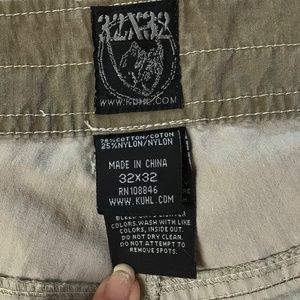 32X32
WWW.KUHL.COM
75%COTTON/COTON
25%NYLON/NYLON
MADE IN CHINA
32X32
RN108846
WWW.KUHL.COM
COLORS.WASH WITH LIKE
COLORS, INSIDE OUT.
DO NOT DRY CLEAN.
DO NOT ATTEMPT TO
REMOVE SPOTS.